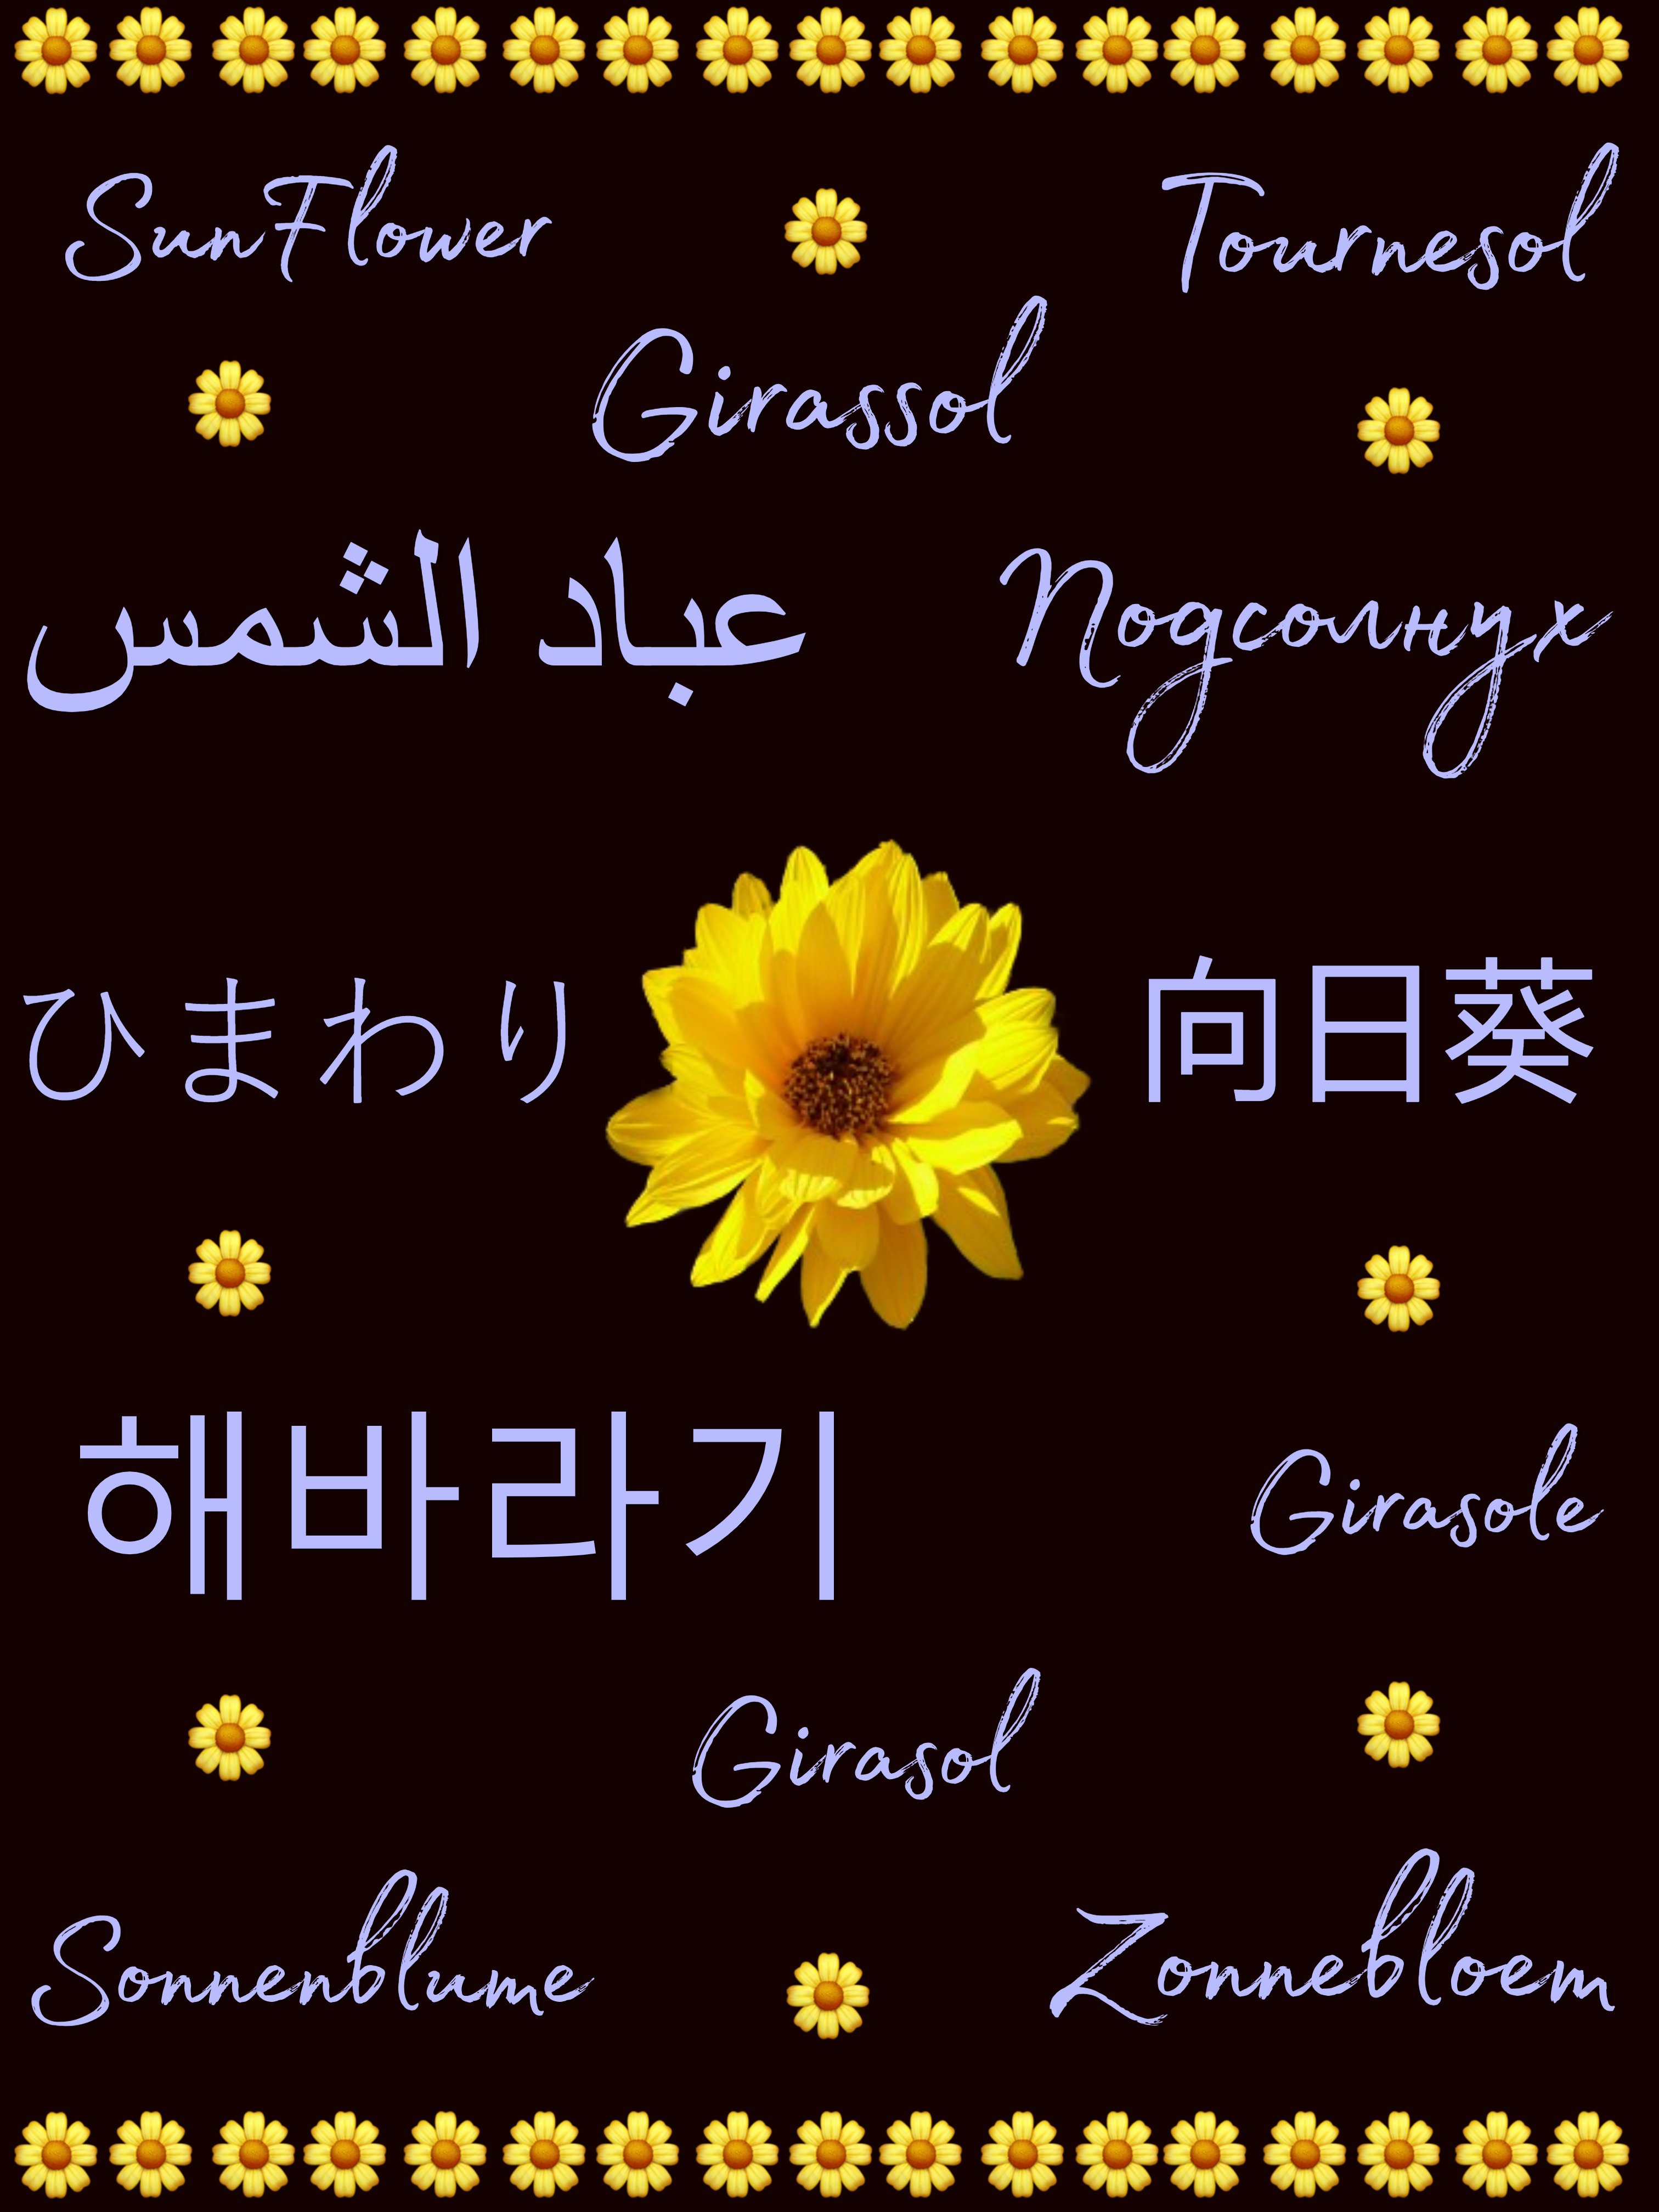 SunFlower
Tournesol
Girassol
عباد الشمس
Подсолнух
ひまわり
向日葵
해바라기
Girasole
Girasol
Sonnenblume
Zonnebloem